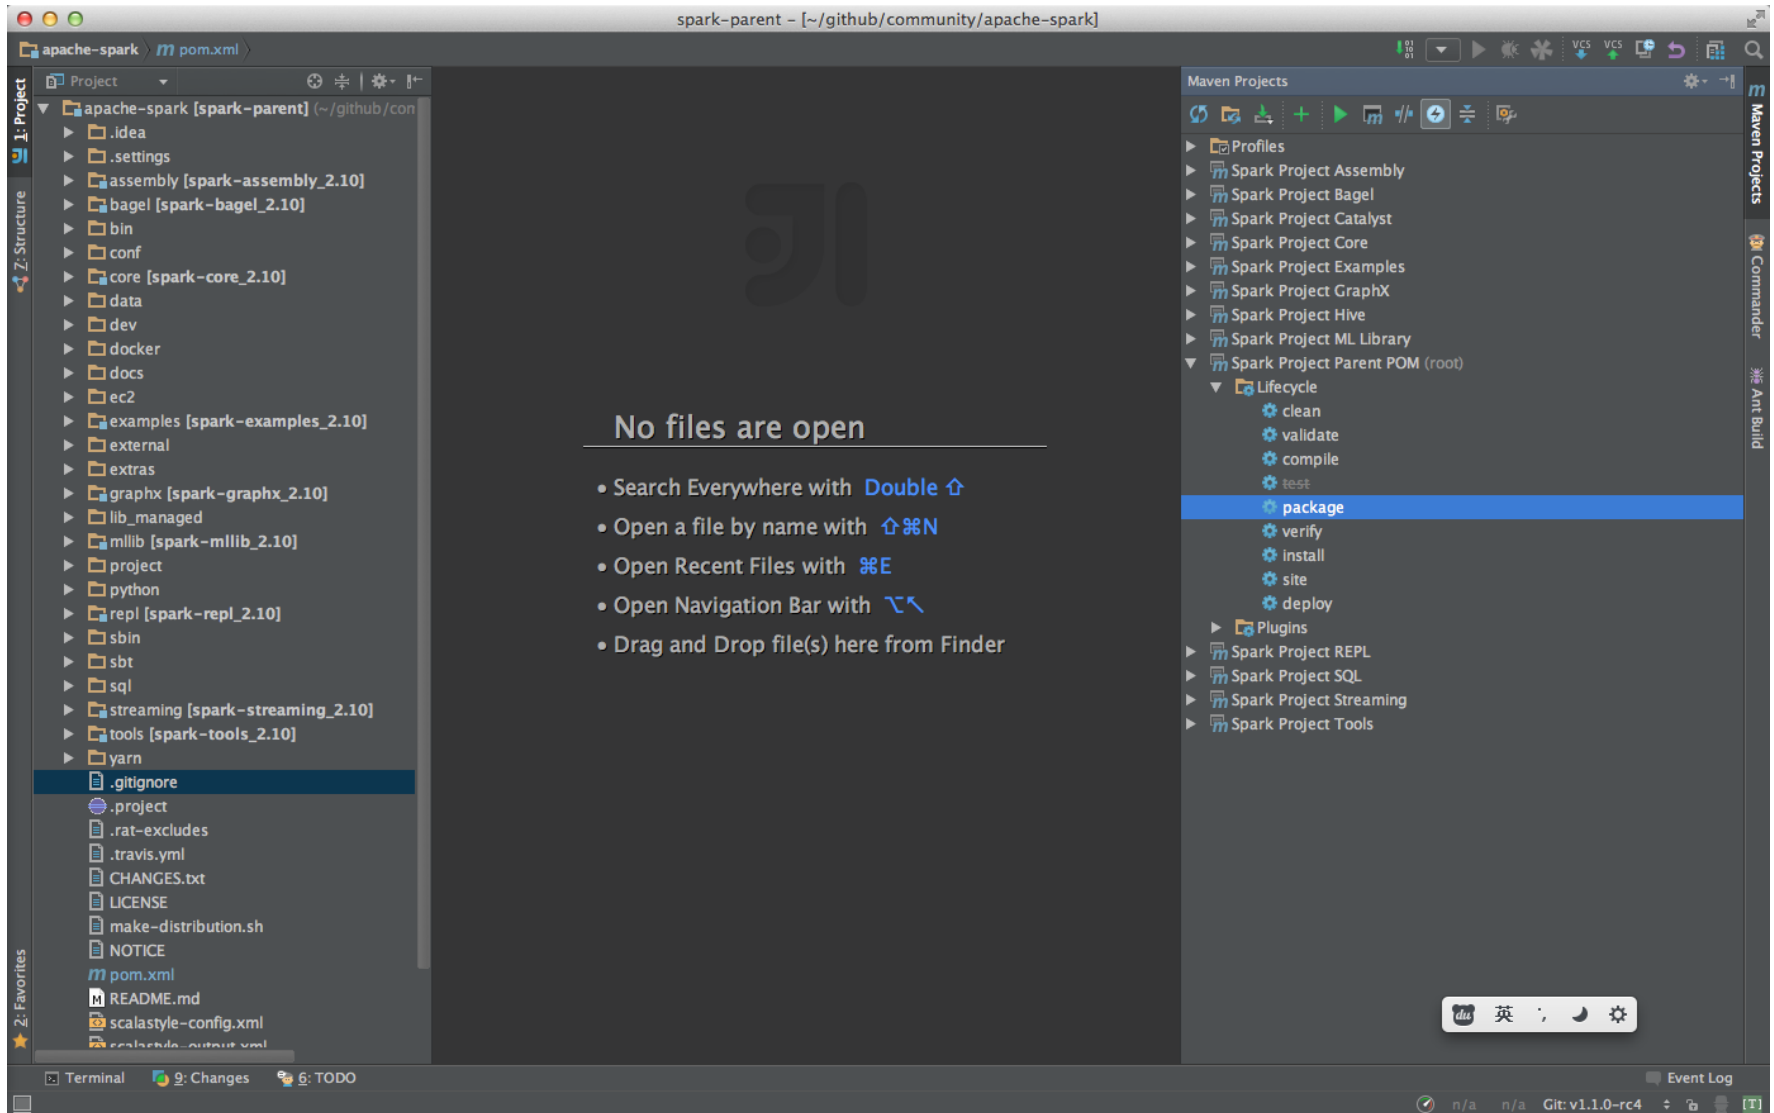 spark-parent – [~/github/community/apache-spark]
apache-spark
pom.xml
Project
Maven Projects
1: Project
Z: Structure
2: Favorites
apache-spark [spark-parent] (~/github/con
.idea
.settings
assembly [spark-assembly_2.10]
bagel [spark-bagel_2.10]
bin
conf
core [spark-core_2.10]
data
dev
docker
docs
ec2
examples [spark-examples_2.10]
external
extras
graphx [spark-graphx_2.10]
lib_managed
mllib [spark-mllib_2.10]
project
python
repl [spark-repl_2.10]
sbin
sbt
sql
streaming [spark-streaming_2.10]
tools [spark-tools_2.10]
yarn
.gitignore
.project
.rat-excludes
.travis.yml
CHANGES.txt
LICENSE
make-distribution.sh
NOTICE
pom.xml
README.md
scalastyle-config.xml
scalastyle-output.xml
No files are open
• Search Everywhere with Double ⇧
• Open a file by name with ⇧⌘N
• Open Recent Files with ⌘E
• Open Navigation Bar with ⌥↖
• Drag and Drop file(s) here from Finder
Profiles
Spark Project Assembly
Spark Project Bagel
Spark Project Catalyst
Spark Project Core
Spark Project Examples
Spark Project GraphX
Spark Project Hive
Spark Project ML Library
Spark Project Parent POM (root)
Lifecycle
clean
validate
compile
test
package
verify
install
site
deploy
Plugins
Spark Project REPL
Spark Project SQL
Spark Project Streaming
Spark Project Tools
Maven Projects
Commander
Ant Build
du 英 ·,
Terminal
9: Changes
6: TODO
Event Log
n/a n/a Git: v1.1.0-rc4 [T]